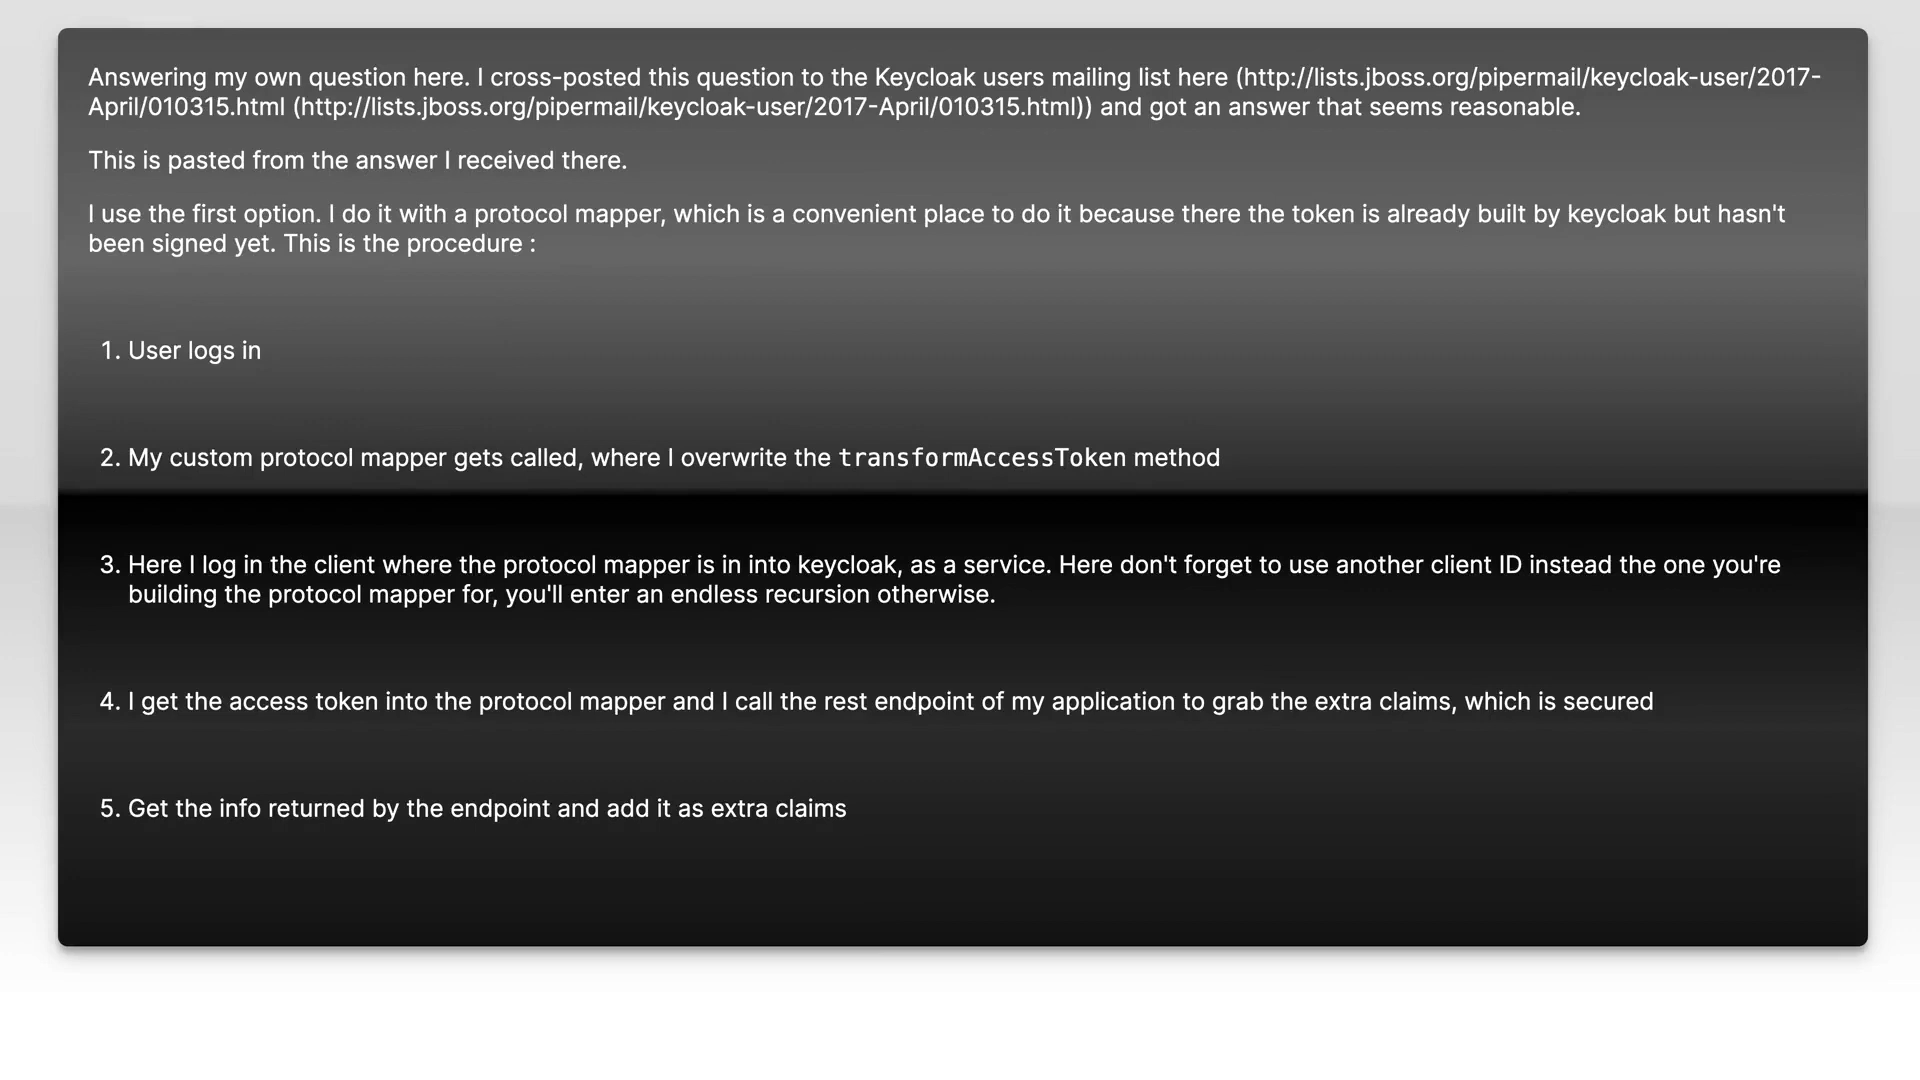 Answering my own question here. I cross-posted this question to the Keycloak users mailing list here (http://lists.jboss.org/pipermail/keycloak-user/2017-
April/010315.html (http://lists.jboss.org/pipermail/keycloak-user/2017-April/010315.html)) and got an answer that seems reasonable.
This is pasted from the answer I received there.
I use the first option. I do it with a protocol mapper, which is a convenient place to do it because there the token is already built by keycloak but hasn't
been signed yet. This is the procedure :
1. User logs in
2. My custom protocol mapper gets called, where I overwrite the transformAccessToken method
3. Here I log in the client where the protocol mapper is in into keycloak, as a service. Here don't forget to use another client ID instead the one you're
building the protocol mapper for, you'll enter an endless recursion otherwise.
4. I get the access token into the protocol mapper and I call the rest endpoint of my application to grab the extra claims, which is secured
5. Get the info returned by the endpoint and add it as extra claims